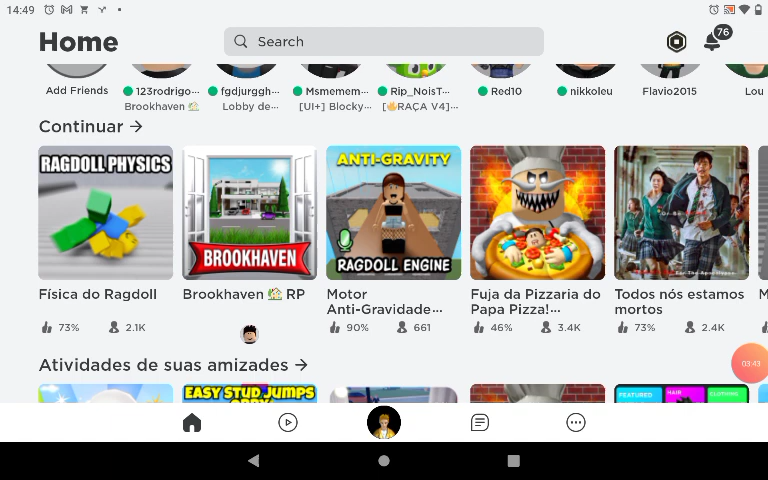 14:49
Home
Search
76
Add Friends
123rodrigo...
fgdjurggh...
Msmemem...
Rip_NoisT...
Red10
nikkoleu
Flavio2015
Lou
Brookhaven 🏡
Lobby de...
[UI+] Blocky...
[🔥RAÇA V4]...
Continuar →
RAGDOLL PHYSICS
BROOKHAVEN
ANTI-GRAVITY
RAGDOLL ENGINE
Física do Ragdoll
Brookhaven 🏡 RP
Motor
Anti-Gravidade...
Fuja da Pizzaria do
Papa Pizza!...
Todos nós estamos
mortos
M
73%
2.1K
90%
661
46%
3.4K
73%
2.4K
03:43
Atividades de suas amizades →
EASY STUD JUMPS
OBBY
FEATURED
HAIR
CLOTHING